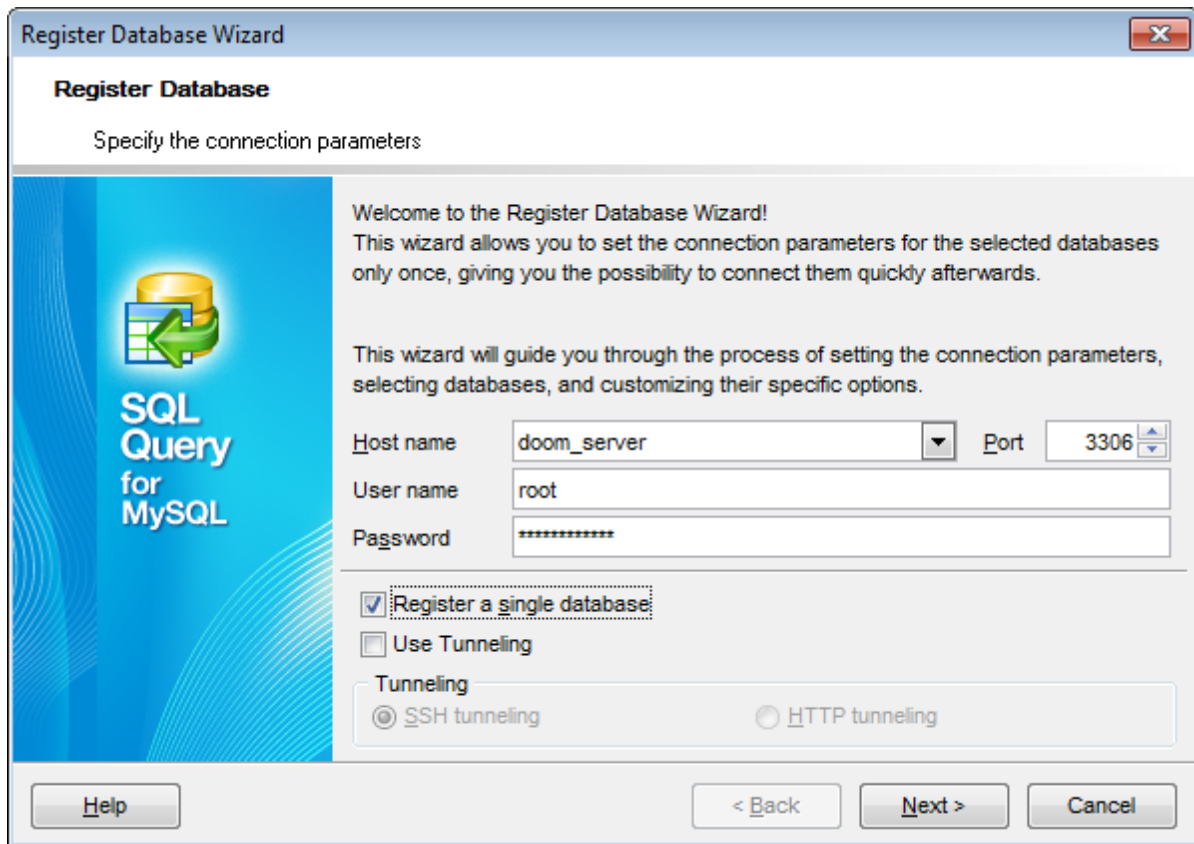 Register Database Wizard
Register Database
Specify the connection parameters
SQL
Query
for
MySQL
Welcome to the Register Database Wizard!
This wizard allows you to set the connection parameters for the selected databases
only once, giving you the possibility to connect them quickly afterwards.
This wizard will guide you through the process of setting the connection parameters,
selecting databases, and customizing their specific options.
Host name doom_server Port 3306
User name root
Password ************
Register a single database
Use Tunneling
Tunneling
SSH tunneling HTTP tunneling
Help < Back Next > Cancel